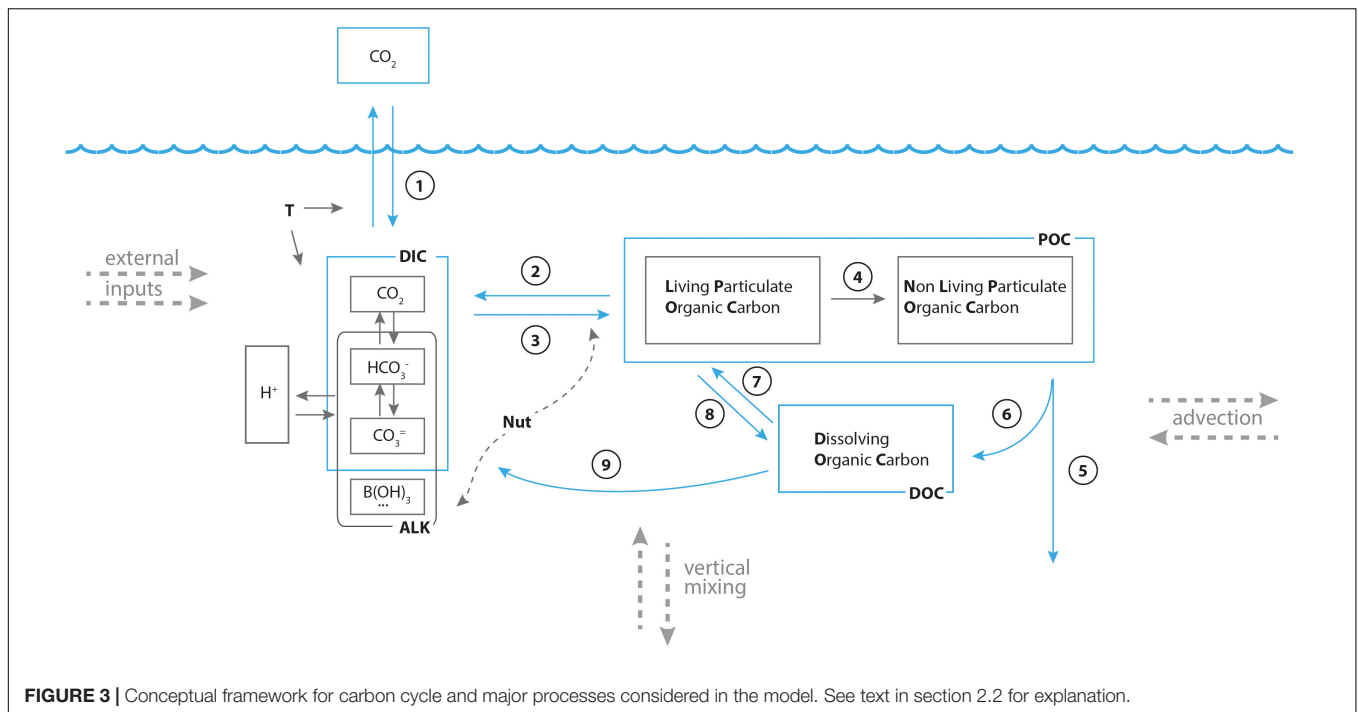 CO₂
1
T
external
inputs
DIC
CO₂
HCO₃⁻
CO₃⁼
B(OH)₃
...
ALK
H⁺
2
3
Nut
POC
Living Particulate
Organic Carbon
4
Non Living Particulate
Organic Carbon
7
8
6
5
Dissolving
Organic Carbon
DOC
9
advection
vertical
mixing
FIGURE 3 | Conceptual framework for carbon cycle and major processes considered in the model. See text in section 2.2 for explanation.